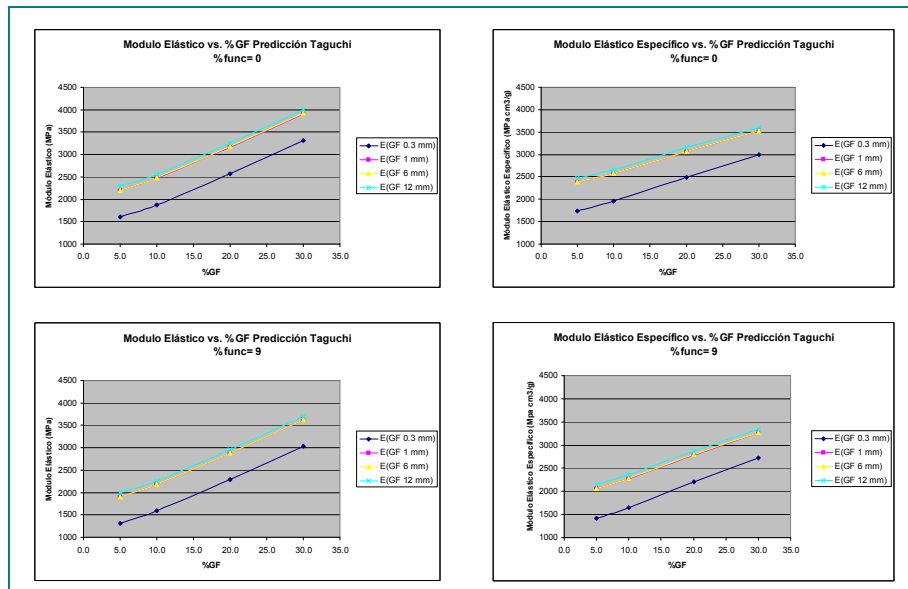 Modulo Elástico vs. %GF Predicción Taguchi
%func= 0
Módulo Elástico (MPa)
4500
4000
3500
3000
2500
2000
1500
1000
0.0 5.0 10.0 15.0 20.0 25.0 30.0 35.0
%GF
E(GF 0.3 mm)
E(GF 1 mm)
E(GF 6 mm)
E(GF 12 mm)
Modulo Elástico Específico vs. %GF Predicción Taguchi
%func= 0
Módulo Elástico Específico (MPa cm3/g)
4500
4000
3500
3000
2500
2000
1500
1000
0.0 5.0 10.0 15.0 20.0 25.0 30.0 35.0
%GF
E(GF 0.3 mm)
E(GF 1 mm)
E(GF 6 mm)
E(GF 12 mm)
Modulo Elástico vs. %GF Predicción Taguchi
%func= 9
Módulo Elástico (MPa)
4500
4000
3500
3000
2500
2000
1500
1000
0.0 5.0 10.0 15.0 20.0 25.0 30.0 35.0
%GF
E(GF 0.3 mm)
E(GF 1 mm)
E(GF 6 mm)
E(GF 12 mm)
Modulo Elástico Específico vs. %GF Predicción Taguchi
%func= 9
Módulo Elástico Específico (Mpa cm3/g)
4500
4000
3500
3000
2500
2000
1500
1000
0.0 5.0 10.0 15.0 20.0 25.0 30.0 35.0
%GF
E(GF 0.3 mm)
E(GF 1 mm)
E(GF 6 mm)
E(GF 12 mm)